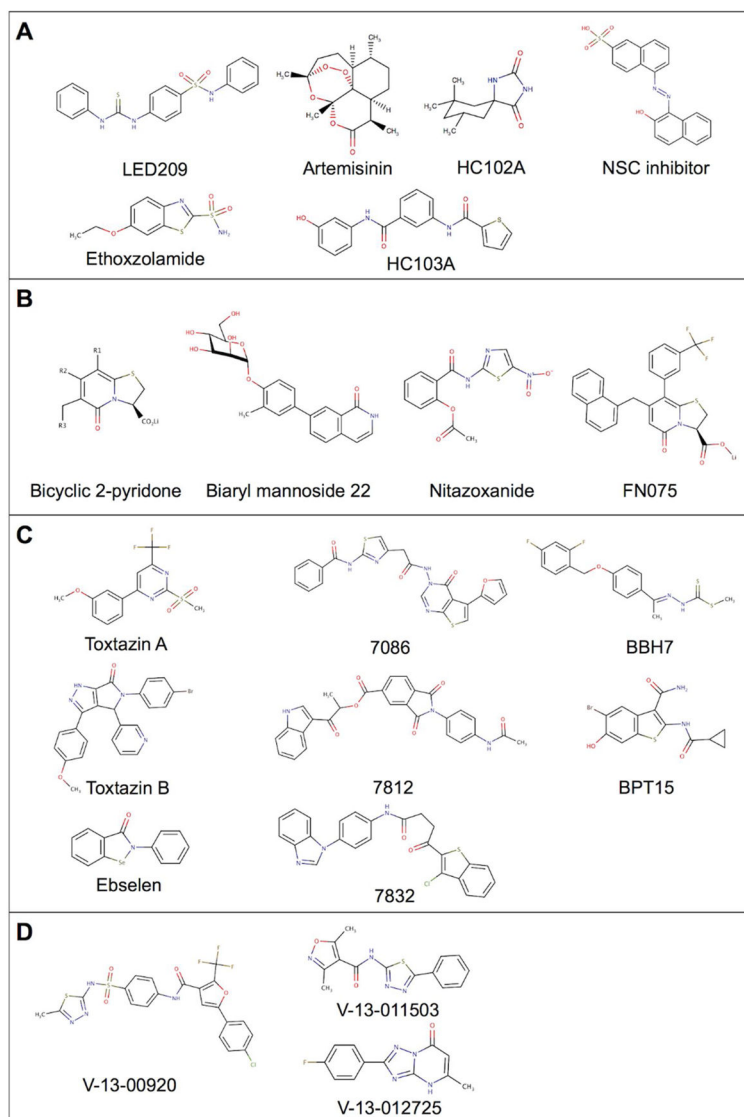 A
LED209
Artemisinin
HC102A
NSC inhibitor
Ethoxzolamide
HC103A
B
Bicyclic 2-pyridone
Biaryl mannoside 22
Nitazoxanide
FN075
C
Toxtazin A
7086
BBH7
Toxtazin B
7812
BPT15
Ebselen
7832
D
V-13-00920
V-13-011503
V-13-012725